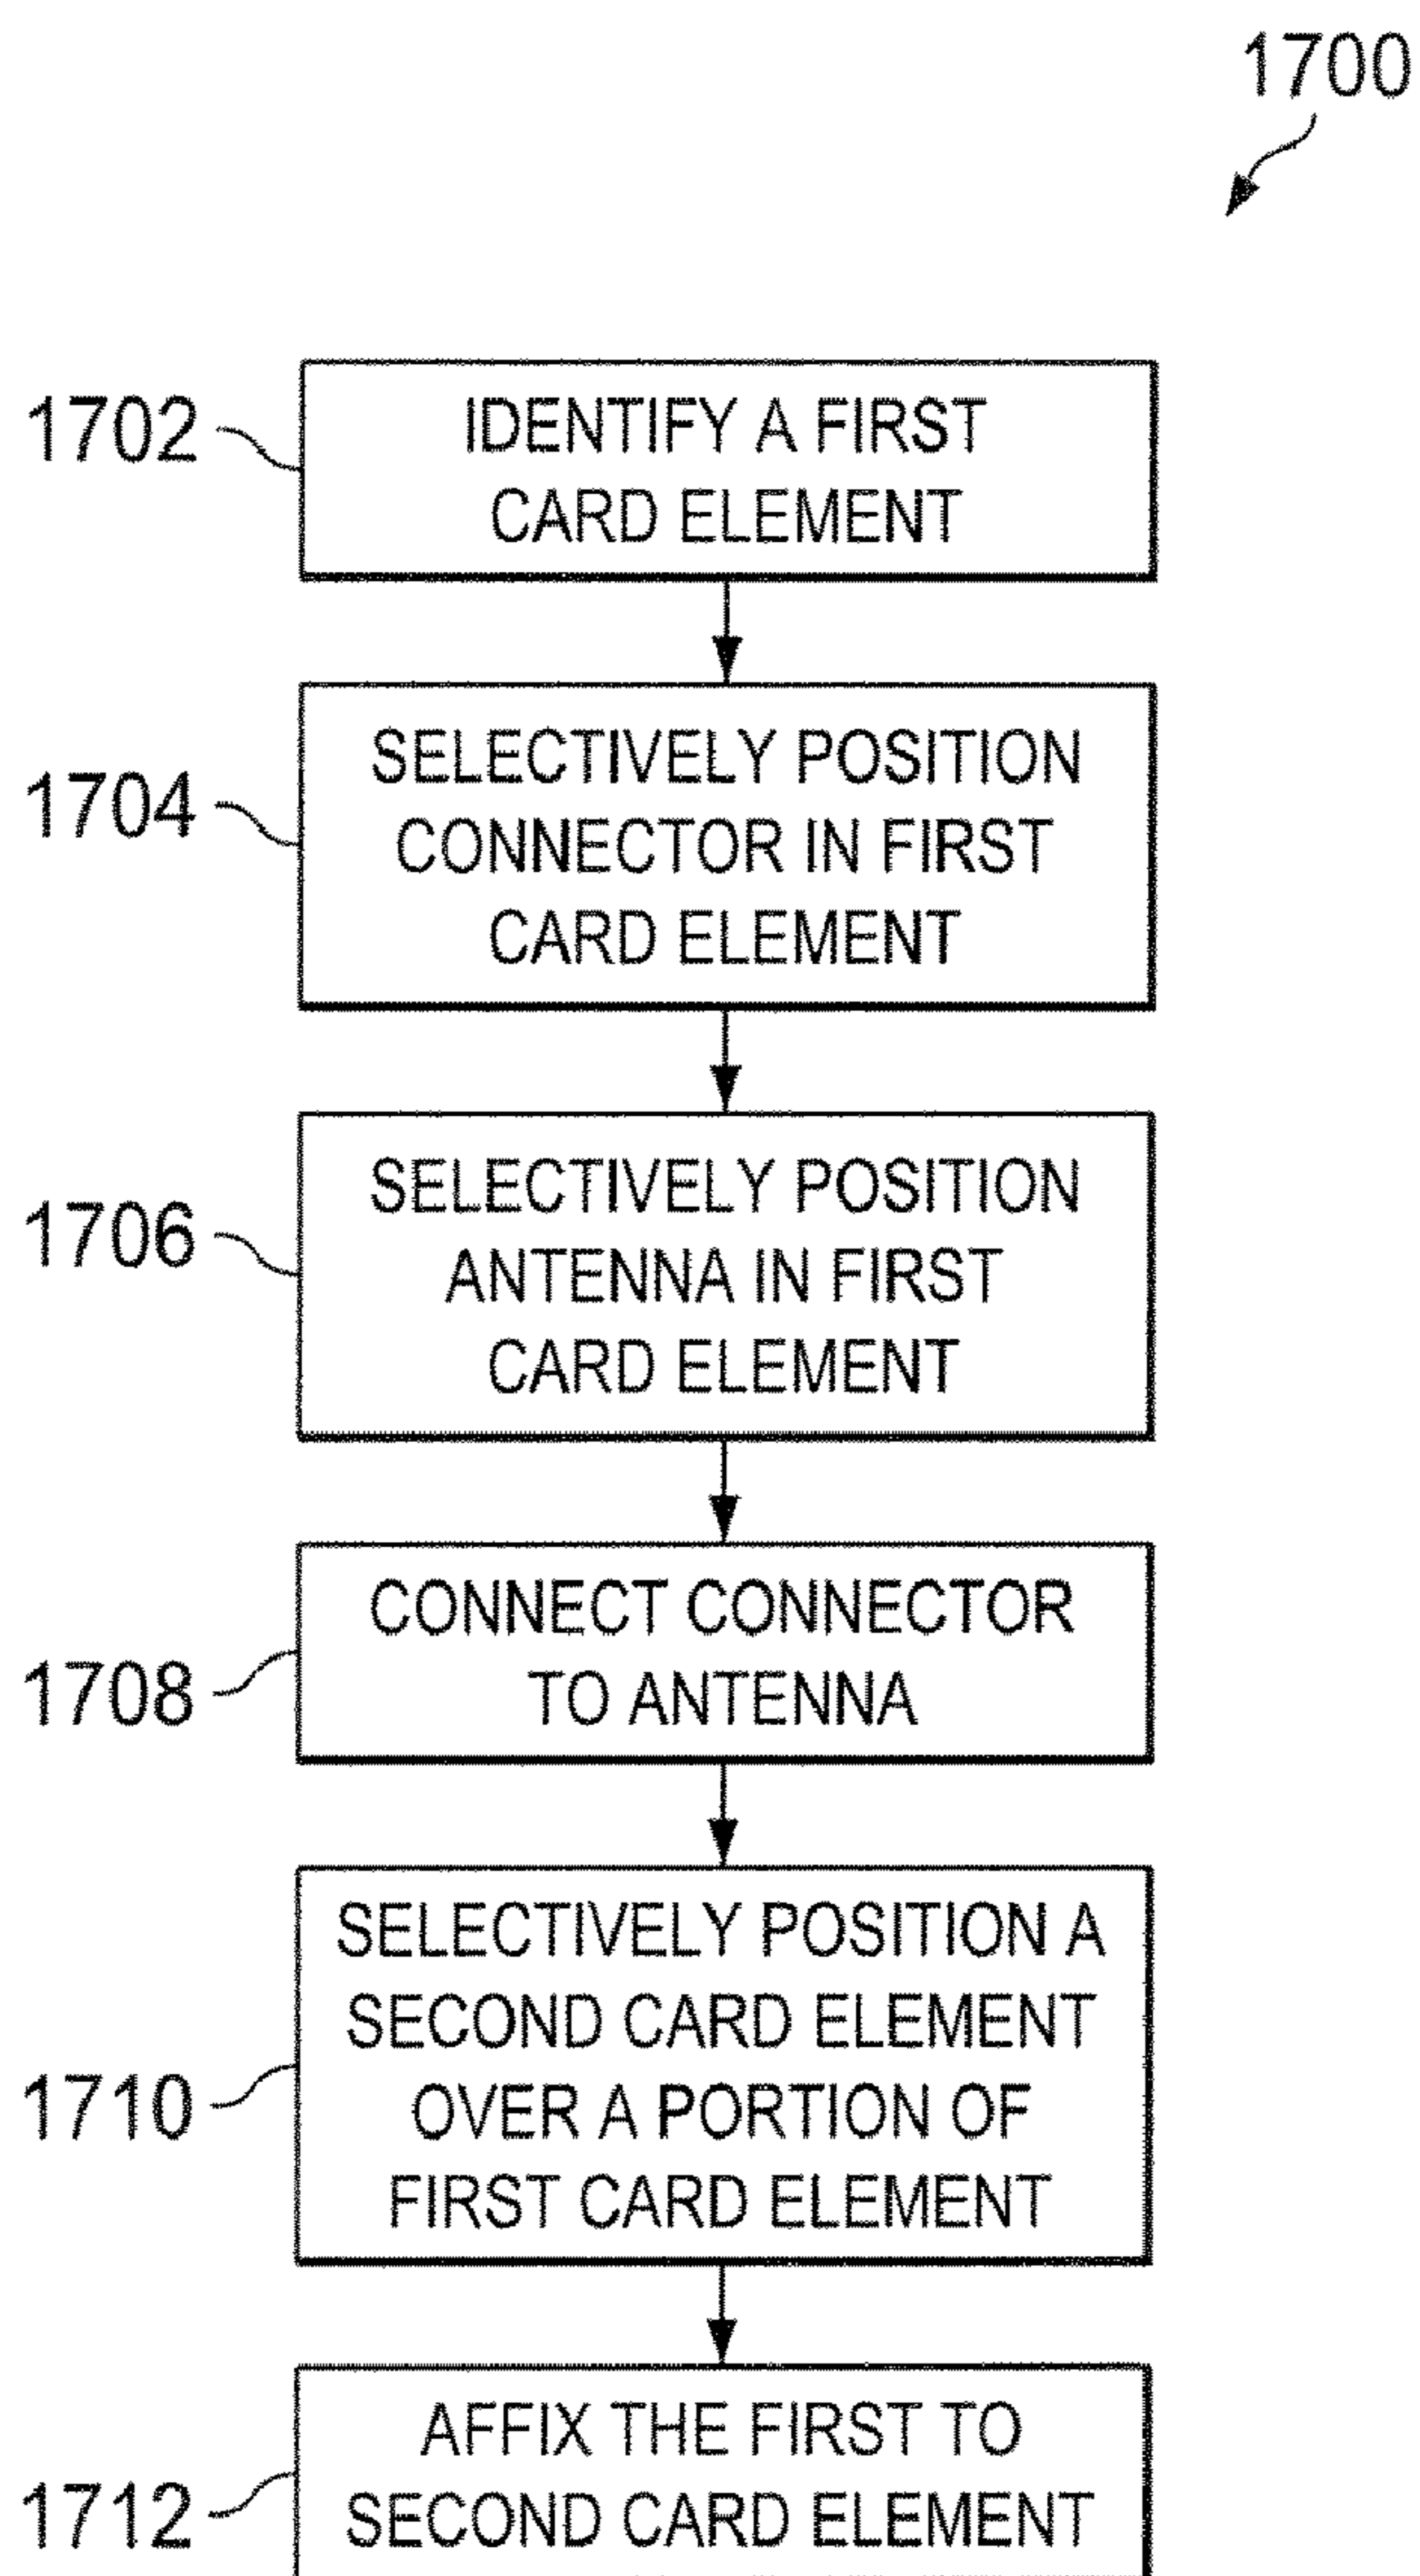 1700
1702
IDENTIFY A FIRST
CARD ELEMENT
1704
SELECTIVELY POSITION
CONNECTOR IN FIRST
CARD ELEMENT
1706
SELECTIVELY POSITION
ANTENNA IN FIRST
CARD ELEMENT
1708
CONNECT CONNECTOR
TO ANTENNA
1710
SELECTIVELY POSITION A
SECOND CARD ELEMENT
OVER A PORTION OF
FIRST CARD ELEMENT
1712
AFFIX THE FIRST TO
SECOND CARD ELEMENT